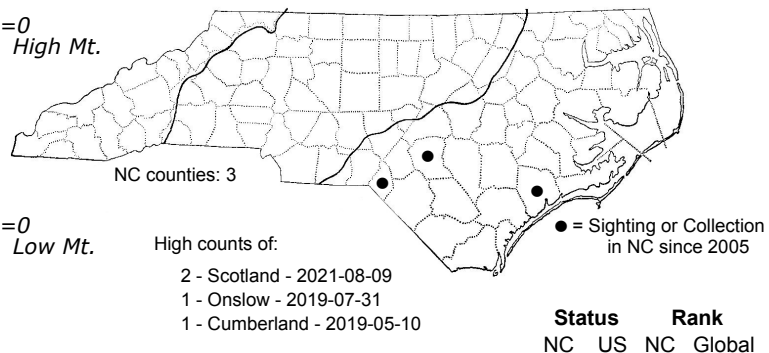 =0
High Mt.
NC counties: 3
=0
Low Mt.
High counts of:
2 - Scotland - 2021-08-09
1 - Onslow - 2019-07-31
1 - Cumberland - 2019-05-10
● = Sighting or Collection
in NC since 2005
Status Rank
NC US NC Global